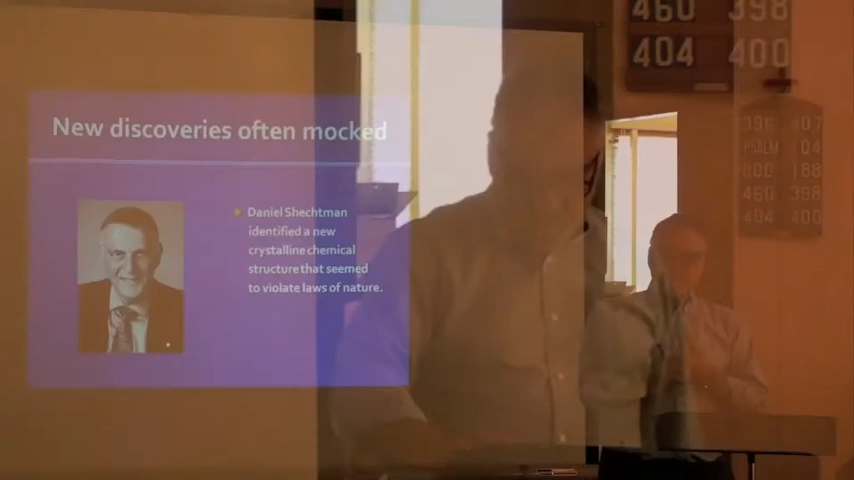 New discoveries often mocked
Daniel Shechtman
identified a new
crystalline chemical
structure that seemed
to violate laws of nature.
460 398
404 400
PSALM 104
800 188
460 398
404 400